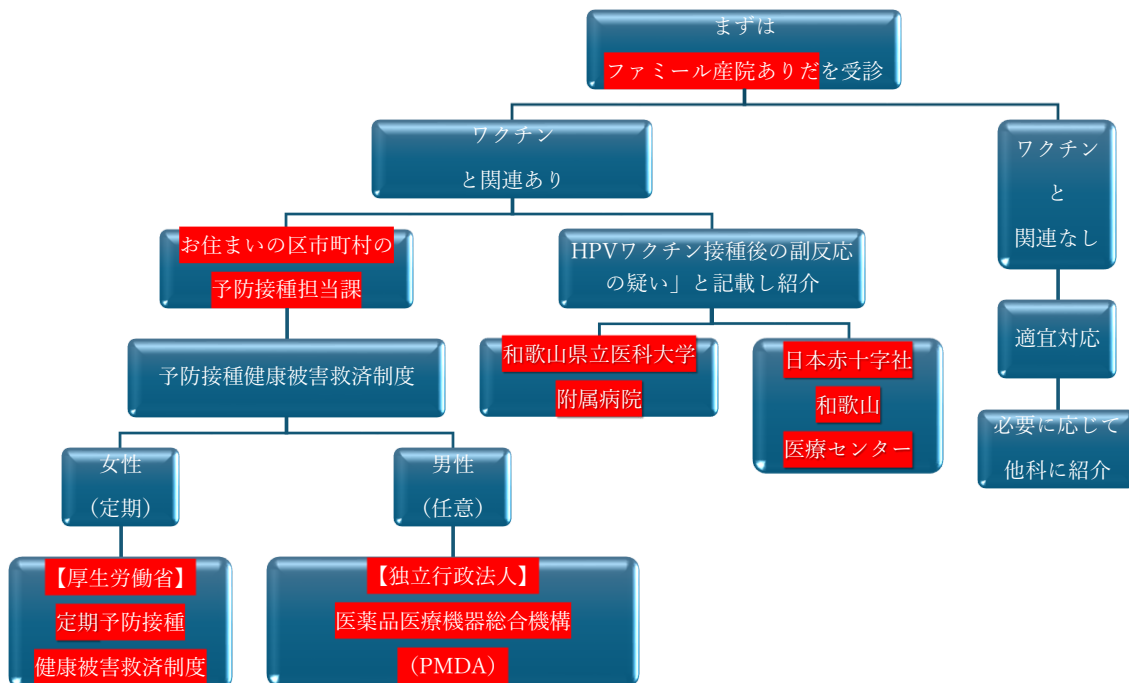 まずは
ファミール産院ありだを受診
ワクチン
と関連あり
ワクチン
と
関連なし
お住まいの区市町村の
予防接種担当課
HPVワクチン接種後の副反応
の疑い」と記載し紹介
適宜対応
予防接種健康被害救済制度
和歌山県立医科大学
附属病院
日本赤十字社
和歌山
医療センター
必要に応じて
他科に紹介
女性
（定期）
男性
（任意）
【厚生労働省】
定期予防接種
健康被害救済制度
【独立行政法人】
医薬品医療機器総合機構
（PMDA）